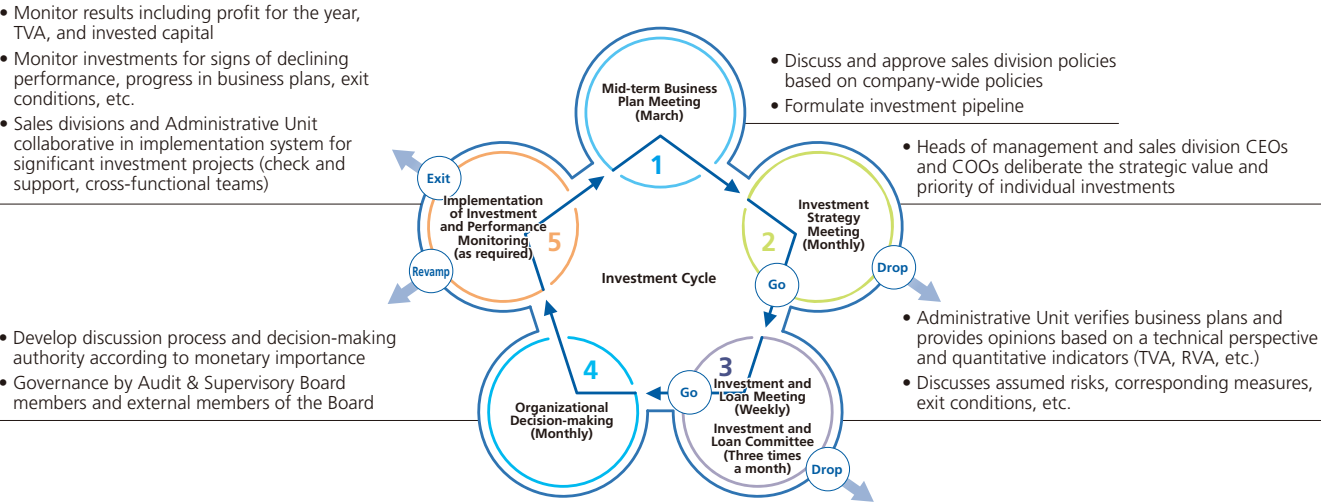 • Monitor results including profit for the year,
TVA, and invested capital
• Monitor investments for signs of declining
performance, progress in business plans, exit
conditions, etc.
• Sales divisions and Administrative Unit
collaborative in implementation system for
significant investment projects (check and
support, cross-functional teams)
Mid-term Business
Plan Meeting
(March)
1
• Discuss and approve sales division policies
based on company-wide policies
• Formulate investment pipeline
• Heads of management and sales division CEOs
and COOs deliberate the strategic value and
priority of individual investments
Investment
Strategy
Meeting
(Monthly)
2
Go
Drop
Exit
Implementation
of Investment
and Performance
Monitoring
(as required)
5
Revamp
Investment Cycle
• Administrative Unit verifies business plans and
provides opinions based on a technical perspective
and quantitative indicators (TVA, RVA, etc.)
• Discusses assumed risks, corresponding measures,
exit conditions, etc.
3
Investment and
Loan Meeting
(Weekly)
Investment and
Loan Committee
(Three times
a month)
Go
Drop
4
Organizational
Decision-making
(Monthly)
• Develop discussion process and decision-making
authority according to monetary importance
• Governance by Audit & Supervisory Board
members and external members of the Board